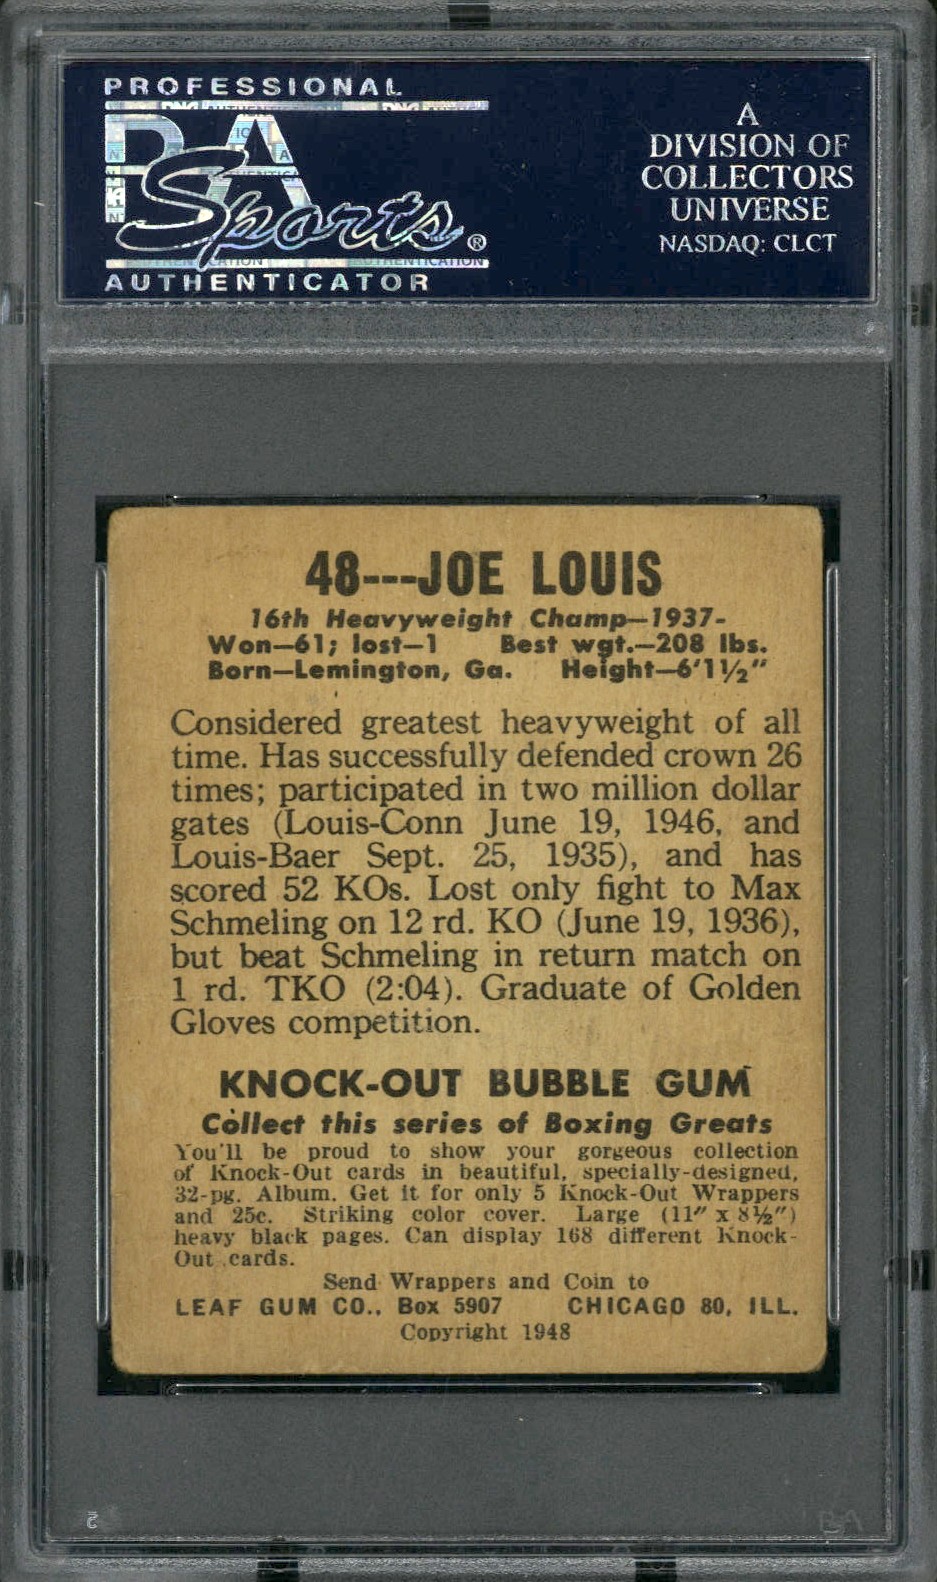 PROFESSIONAL
PSA
Sports®
AUTHENTICATOR
A
DIVISION OF
COLLECTORS
UNIVERSE
NASDAQ: CLCT
48---JOE LOUIS
16th Heavyweight Champ—1937-
Won—61; lost—1 Best wgt.—208 lbs.
Born—Lemington, Ga. Height—6'1½"
Considered greatest heavyweight of all
time. Has successfully defended crown 26
times; participated in two million dollar
gates (Louis-Conn June 19, 1946, and
Louis-Baer Sept. 25, 1935), and has
scored 52 KOs. Lost only fight to Max
Schmeling on 12 rd. KO (June 19, 1936),
but beat Schmeling in return match on
1 rd. TKO (2:04). Graduate of Golden
Gloves competition.
KNOCK-OUT BUBBLE GUM
Collect this series of Boxing Greats
You'll be proud to show your gorgeous collection
of Knock-Out cards in beautiful, specially-designed,
32-pg. Album. Get it for only 5 Knock-Out Wrappers
and 25c. Striking color cover. Large (11" x 8½")
heavy black pages. Can display 168 different Knock-
Out cards.
Send Wrappers and Coin to
LEAF GUM CO., Box 5907 CHICAGO 80, ILL.
Copyright 1948